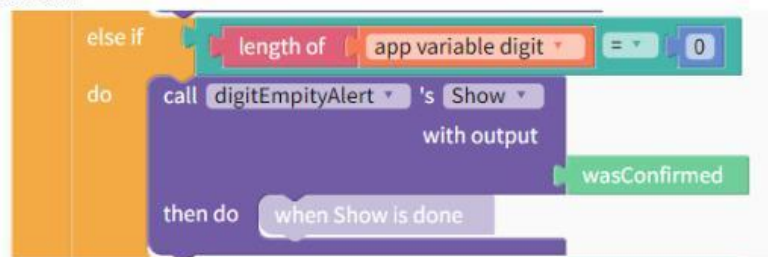 else if length of app variable digit = 0
do call digitEmpityAlert 's Show
with output
wasConfirmed
then do when Show is done